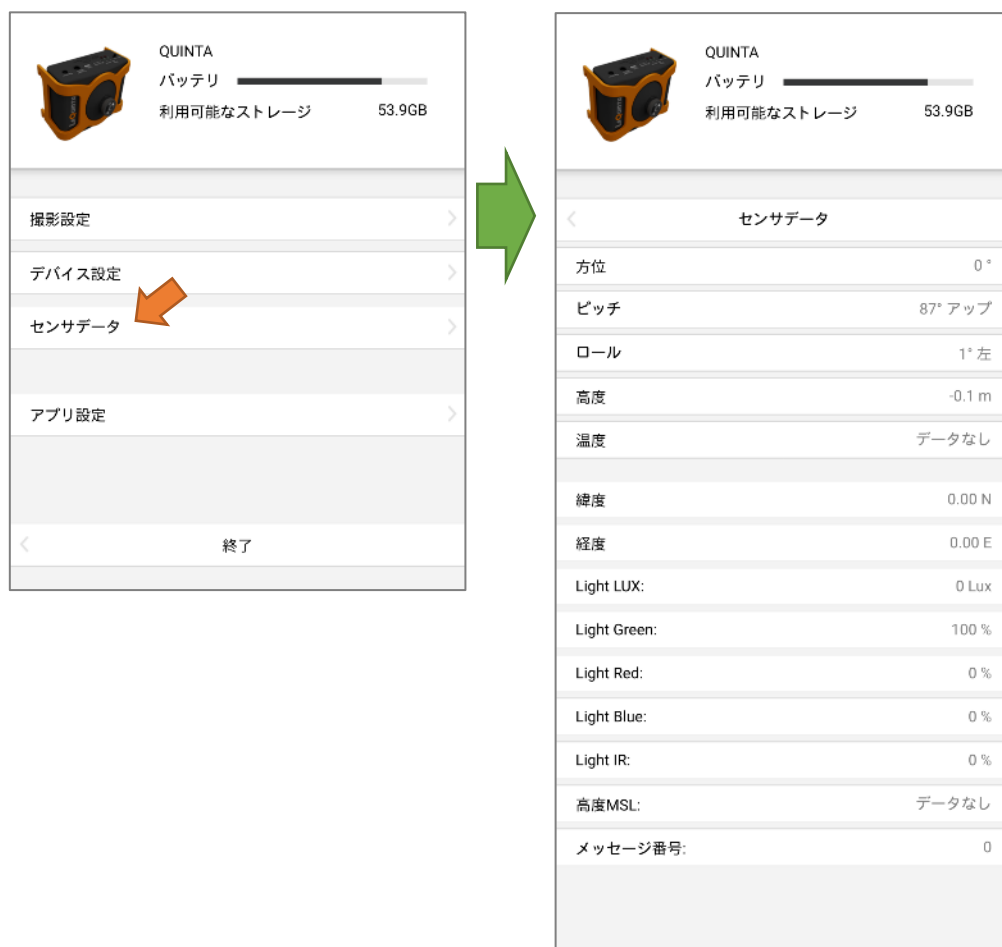 QUINTA
バッテリ
利用可能なストレージ 53.9GB
撮影設定
デバイス設定
センサデータ
アプリ設定
終了
QUINTA
バッテリ
利用可能なストレージ 53.9GB
センサデータ
方位 0°
ピッチ 87° アップ
ロール 1° 左
高度 -0.1 m
温度 データなし
緯度 0.00 N
経度 0.00 E
Light LUX: 0 Lux
Light Green: 100 %
Light Red: 0 %
Light Blue: 0 %
Light IR: 0 %
高度MSL: データなし
メッセージ番号: 0